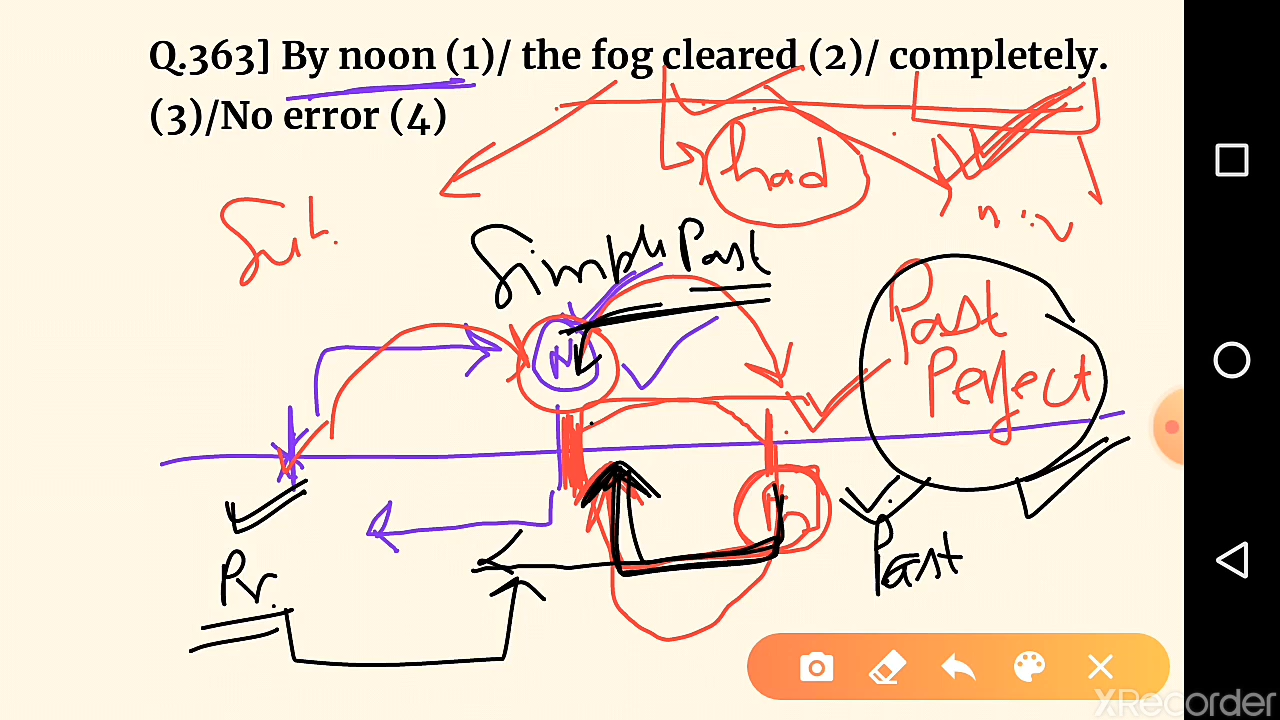 Q.363] By noon (1)/ the fog cleared (2)/ completely.
(3)/No error (4)
had
Simple Past
Past
Perfect
N
Past
Pr.
XRecorder